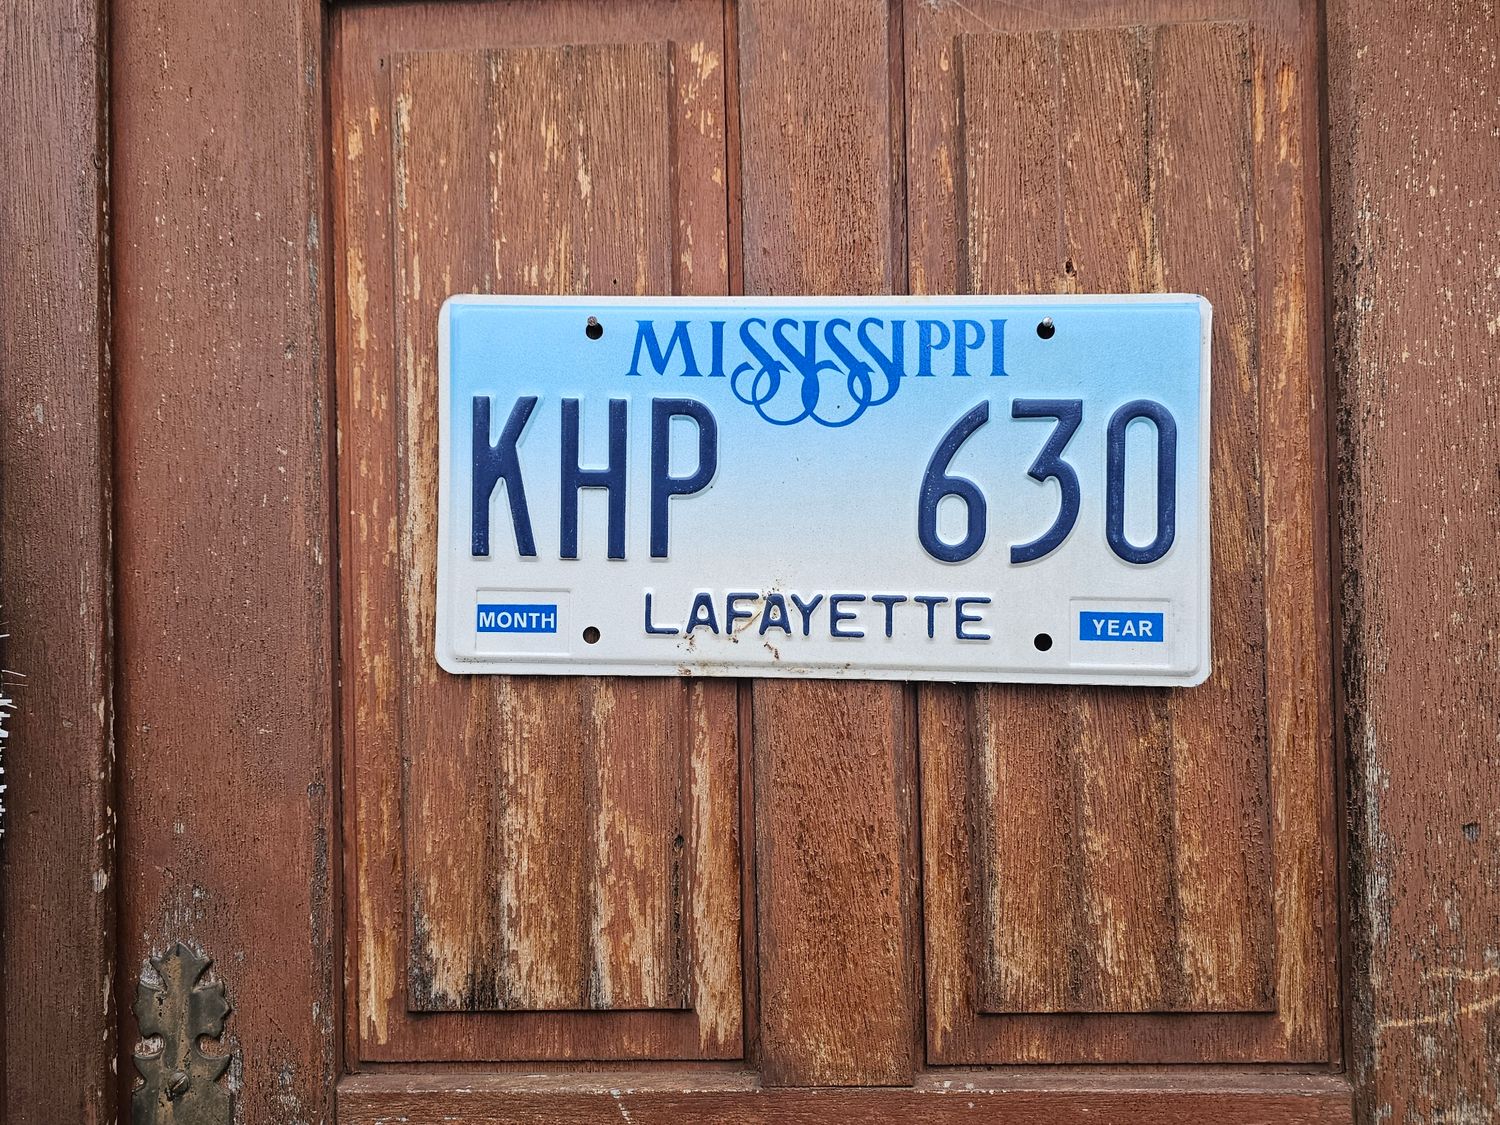 MISSISSIPPI
KHP 630
MONTH LAFAYETTE YEAR